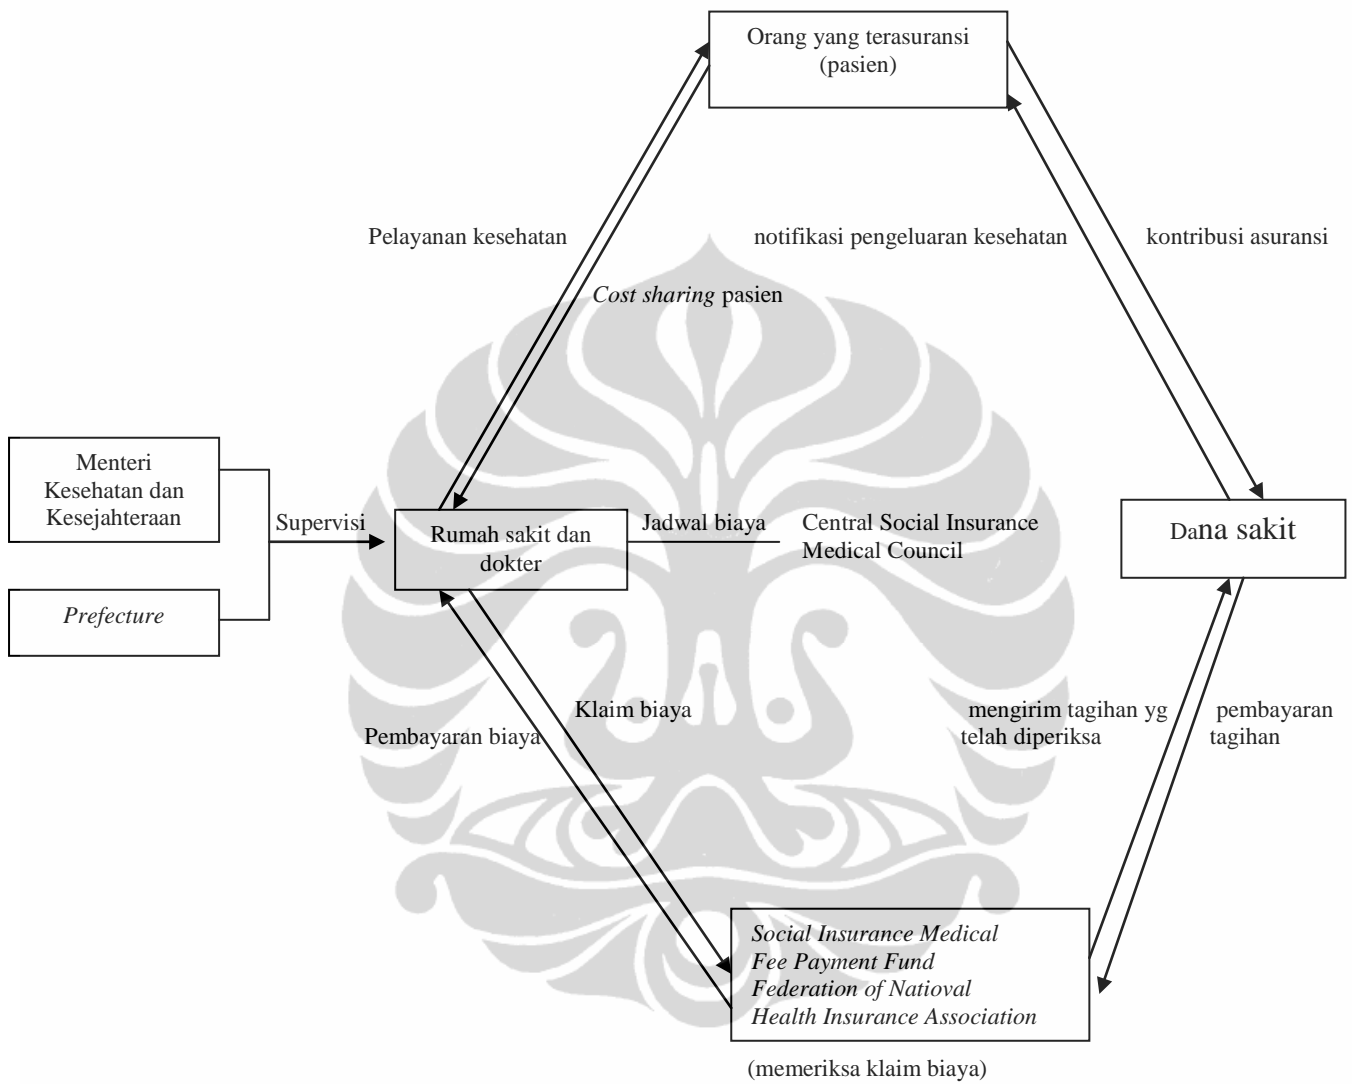 Orang yang terasuransi
(pasien)
Pelayanan kesehatan
notifikasi pengeluaran kesehatan
kontribusi asuransi
Cost sharing pasien
Menteri
Kesehatan dan
Kesejahteraan
Supervisi
Prefecture
Rumah sakit dan
dokter
Jadwal biaya
Central Social Insurance
Medical Council
Dana sakit
Klaim biaya
Pembayaran biaya
mengirim tagihan yg
telah diperiksa
pembayaran
tagihan
Social Insurance Medical
Fee Payment Fund
Federation of Natioval
Health Insurance Association
(memeriksa klaim biaya)